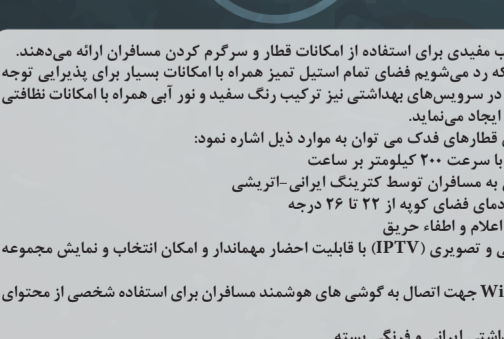 مفیدی برای استفاده از امکانات قطار و سرگرم کردن مسافران ارائه می‌دهند.
که رد می‌شویم فضای تمام استیل تمیز همراه با امکانات بسیار برای پذیرایی توجه
در سرویس‌های بهداشتی نیز ترکیب رنگ سفید و نور آبی همراه با امکانات نظافتی
ایجاد می‌نماید.
قطارهای فدک می توان به موارد ذیل اشاره نمود:
با سرعت ۲۰۰ کیلومتر بر ساعت
به مسافران توسط کترینگ ایرانی-اتریشی
دمای فضای کوپه از ۲۲ تا ۲۶ درجه
اعلام و اطفاء حریق
و تصویری (IPTV) با قابلیت احضار مهماندار و امکان انتخاب و نمایش مجموعه
جهت اتصال به گوشی های هوشمند مسافران برای استفاده شخصی از محتوای
ایرانی و فرنگی بسته